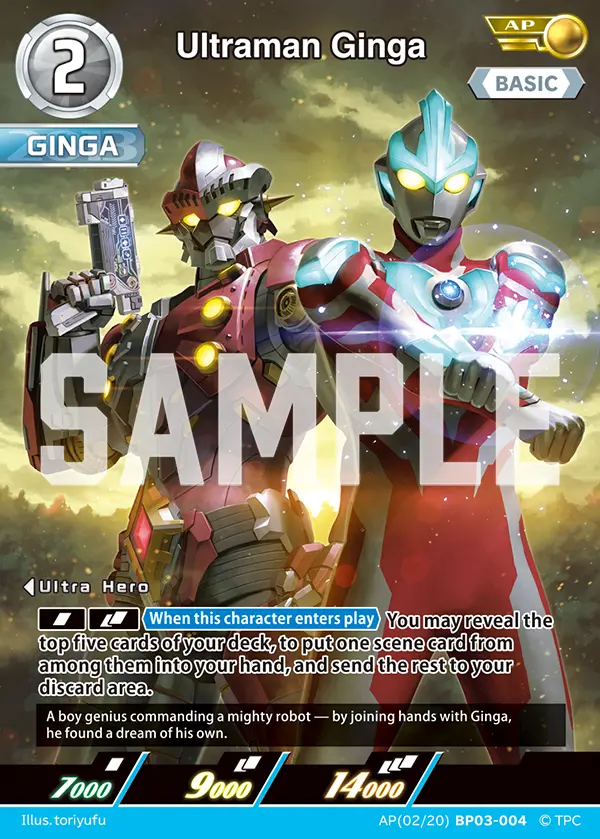 2
Ultraman Ginga
AP
BASIC
GINGA
SAMPLE
Ultra Hero
When this character enters play You may reveal the
top five cards of your deck, to put one scene card from
among them into your hand, and send the rest to your
discard area.
A boy genius commanding a mighty robot — by joining hands with Ginga,
he found a dream of his own.
7000 9000 14000
Illus. toriyufu AP(02/20) BP03-004 © TPC